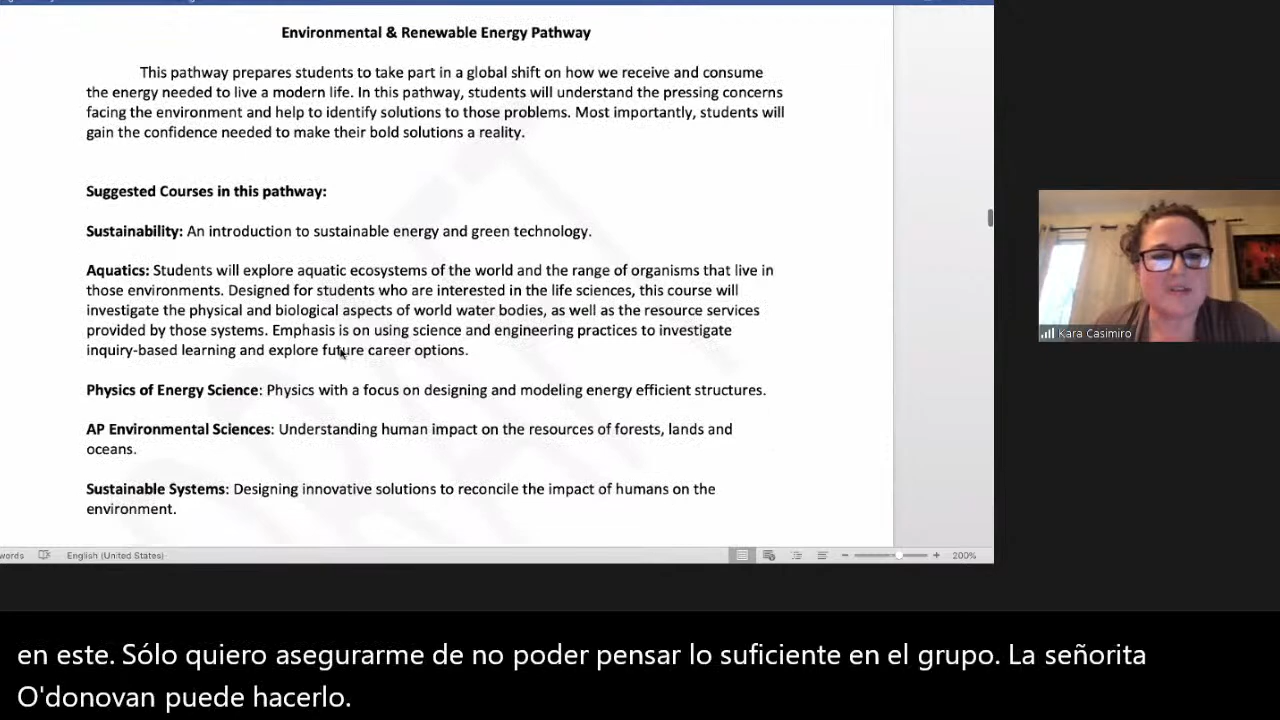 Environmental & Renewable Energy Pathway
This pathway prepares students to take part in a global shift on how we receive and consume
the energy needed to live a modern life. In this pathway, students will understand the pressing concerns
facing the environment and help to identify solutions to those problems. Most importantly, students will
gain the confidence needed to make their bold solutions a reality.
Suggested Courses in this pathway:
Sustainability: An introduction to sustainable energy and green technology.
Aquatics: Students will explore aquatic ecosystems of the world and the range of organisms that live in
those environments. Designed for students who are interested in the life sciences, this course will
investigate the physical and biological aspects of world water bodies, as well as the resource services
provided by those systems. Emphasis is on using science and engineering practices to investigate
inquiry-based learning and explore future career options.
Physics of Energy Science: Physics with a focus on designing and modeling energy efficient structures.
AP Environmental Sciences: Understanding human impact on the resources of forests, lands and
oceans.
Sustainable Systems: Designing innovative solutions to reconcile the impact of humans on the
environment.
words English (United States) 200%
Kara Casimiro
en este. Sólo quiero asegurarme de no poder pensar lo suficiente en el grupo. La señorita
O'donovan puede hacerlo.